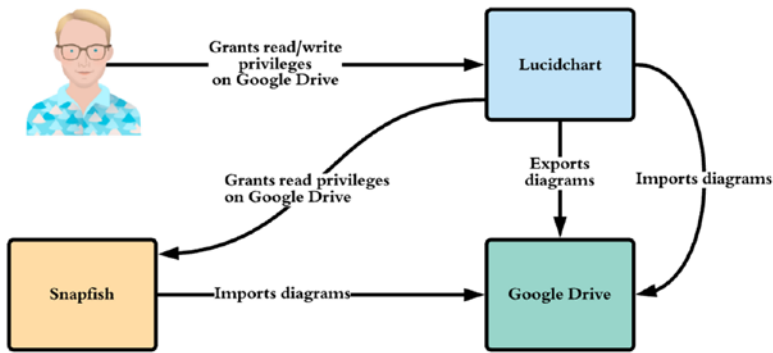 Grants read/write
privileges
on Google Drive
Lucidchart
Exports
diagrams
Imports diagrams
Grants read privileges
on Google Drive
Snapfish
Imports diagrams
Google Drive